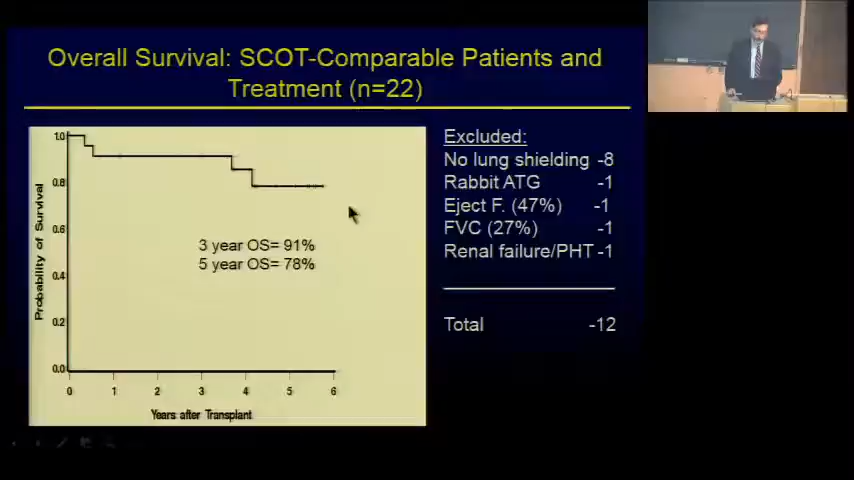 Overall Survival: SCOT-Comparable Patients and
Treatment (n=22)
Excluded:
No lung shielding -8
Rabbit ATG -1
Eject F. (47%) -1
FVC (27%) -1
Renal failure/PHT -1
Total -12
Probability of Survival
1.0
0.8
0.6
0.4
0.2
0.0
3 year OS= 91%
5 year OS= 78%
0 1 2 3 4 5 6
Years after Transplant